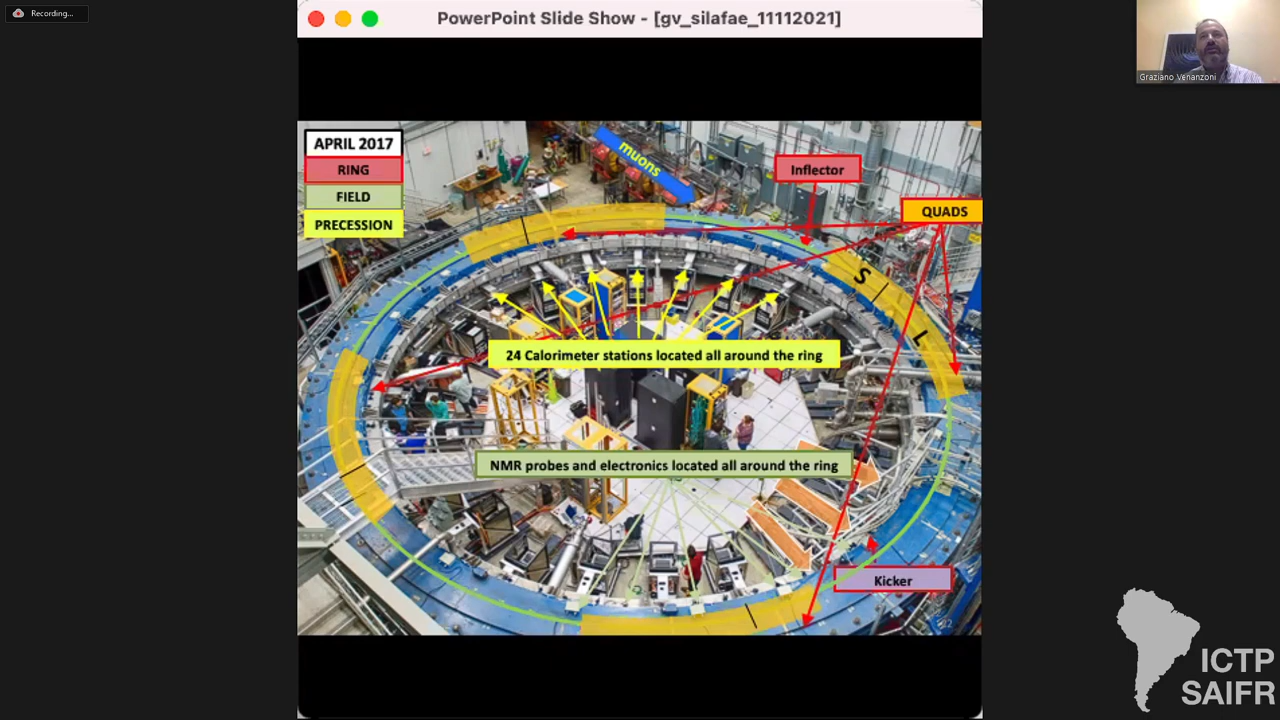 Recording...
PowerPoint Slide Show - [gv_silafae_11112021]
Graziano Venanzoni
APRIL 2017
RING
FIELD
PRECESSION
muons
Inflector
QUADS
S
L
24 Calorimeter stations located all around the ring
NMR probes and electronics located all around the ring
Kicker
ICTP
SAIFR